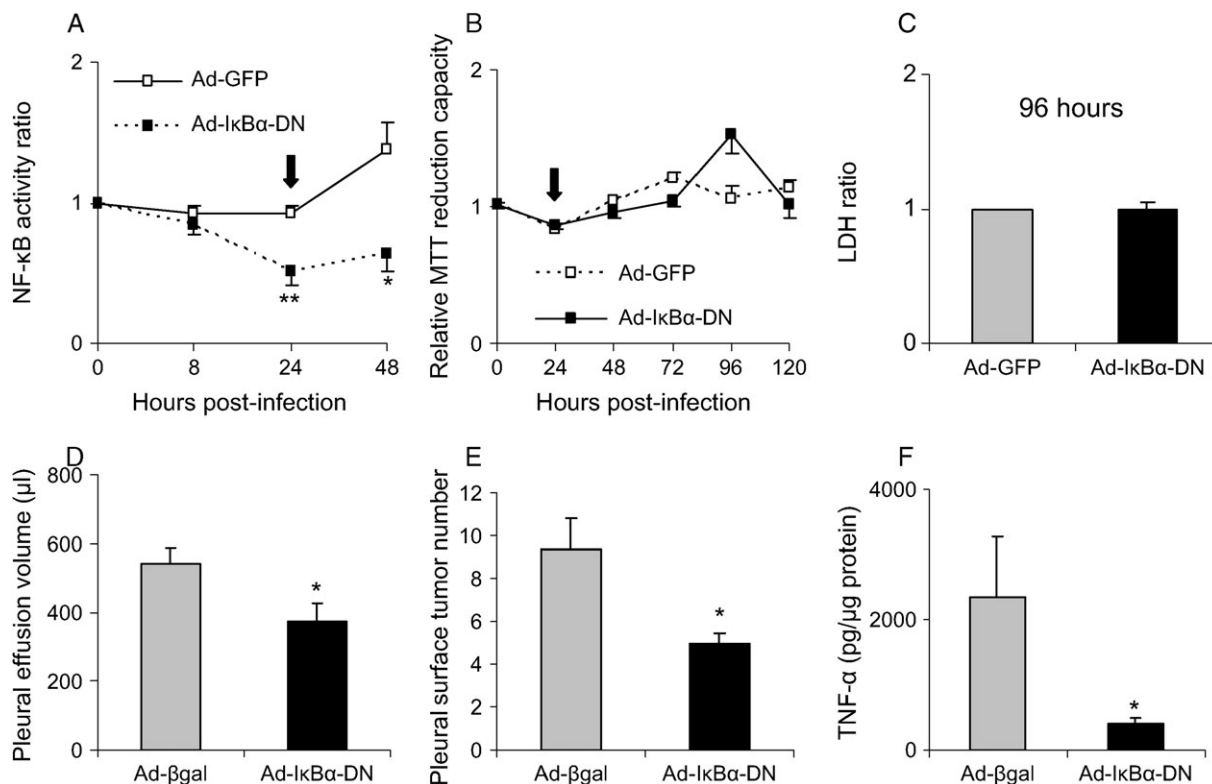 A
NF-κB activity ratio
2
1
0
Ad-GFP
Ad-IκBα-DN
**
*
0 8 24 48
Hours post-infection
B
Relative MTT reduction capacity
2
1
0
Ad-GFP
Ad-IκBα-DN
0 24 48 72 96 120
Hours post-infection
C
LDH ratio
2
1
0
96 hours
Ad-GFP Ad-IκBα-DN
D
Pleural effusion volume (µl)
800
600
400
200
0
*
Ad-βgal Ad-IκBα-DN
E
Pleural surface tumor number
12
10
8
6
4
2
0
*
Ad-βgal Ad-IκBα-DN
F
TNF-α (pg/µg protein)
4000
2000
0
*
Ad-βgal Ad-IκBα-DN